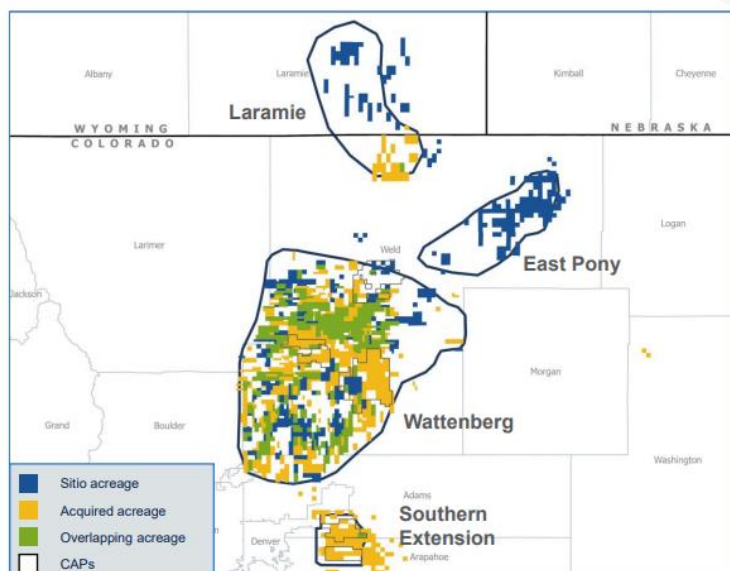 Albany
Laramie
Kimball
Cheyenne
Laramie
WYOMING
NEBRASKA
COLORADO
Larimer
Weld
Logan
East Pony
Jackson
Morgan
Grand
Boulder
Wattenberg
Washington
Adams
Southern
Extension
Denver
Arapahoe
Sitio acreage
Acquired acreage
Overlapping acreage
CAPs